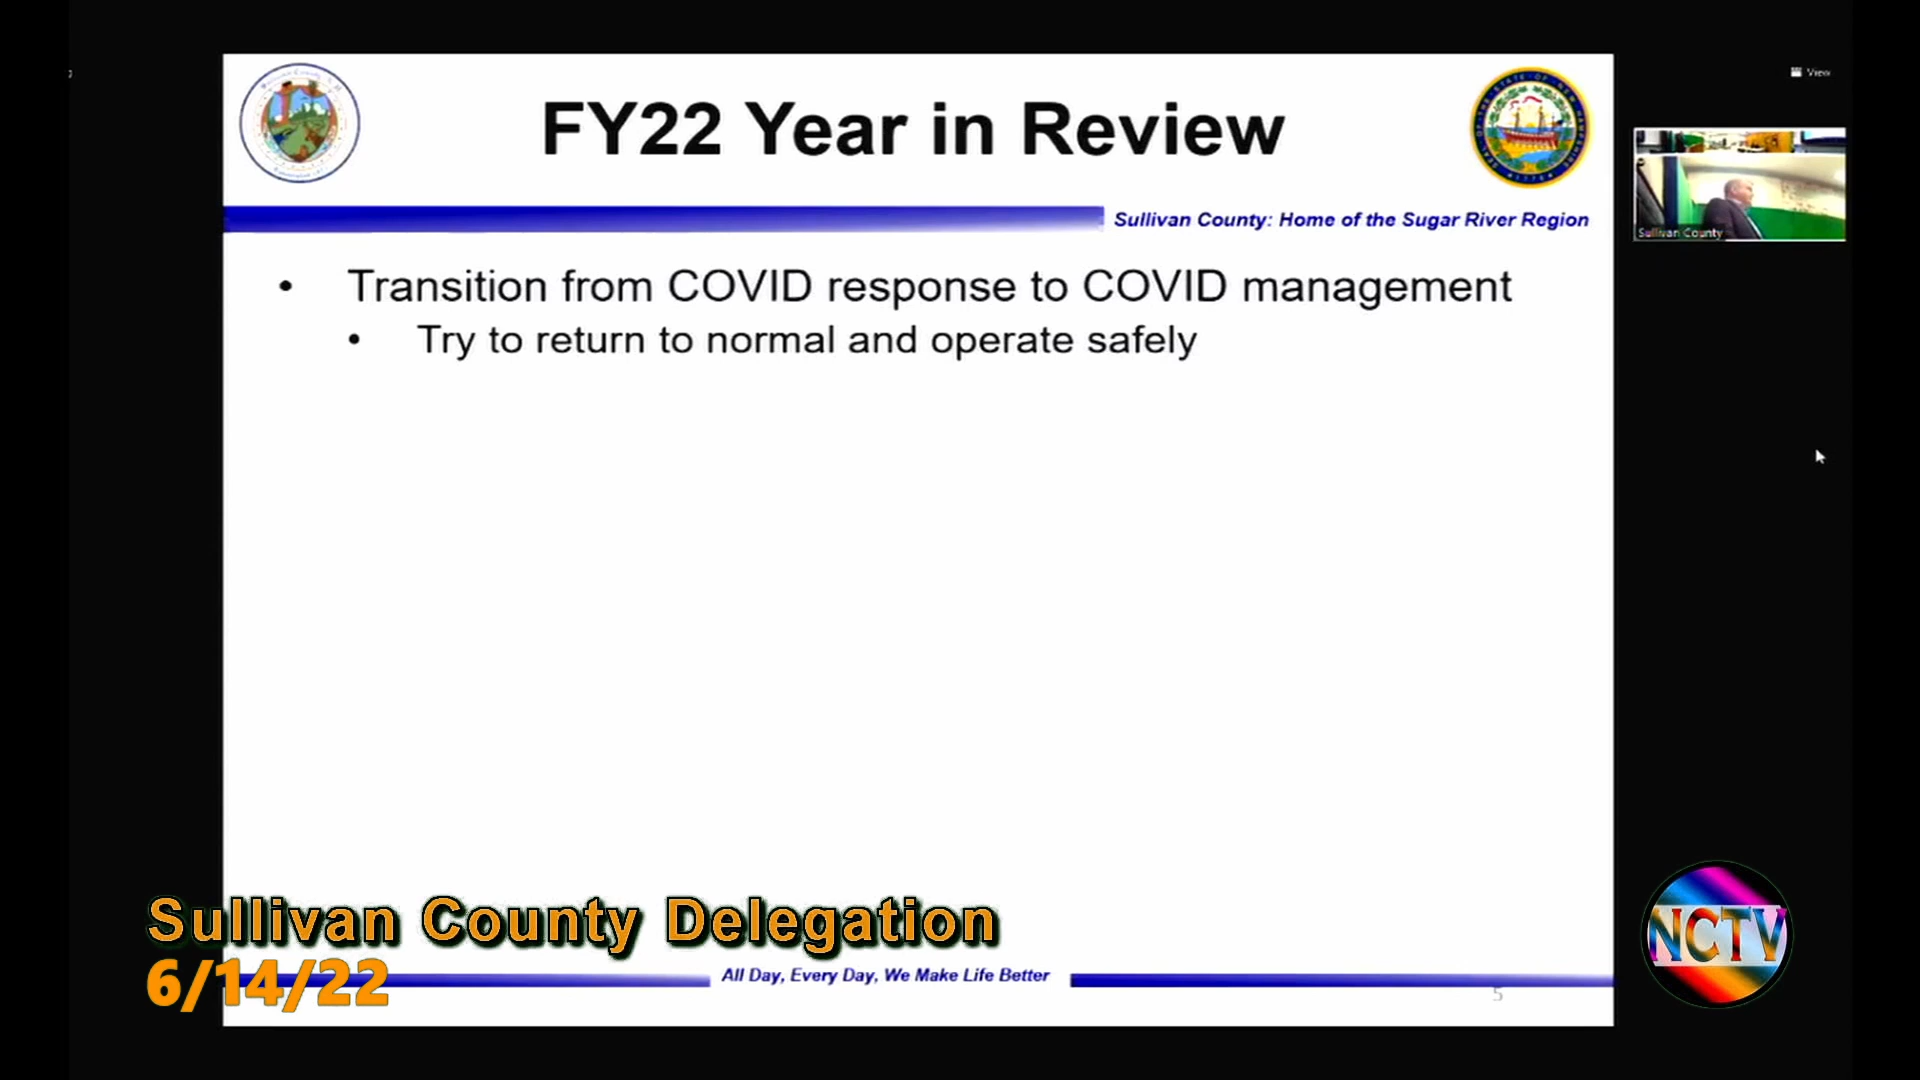 FY22 Year in Review
View
Sullivan County: Home of the Sugar River Region
Sullivan County
• Transition from COVID response to COVID management
• Try to return to normal and operate safely
Sullivan County Delegation
NCTV
6/14/22
All Day, Every Day, We Make Life Better
5